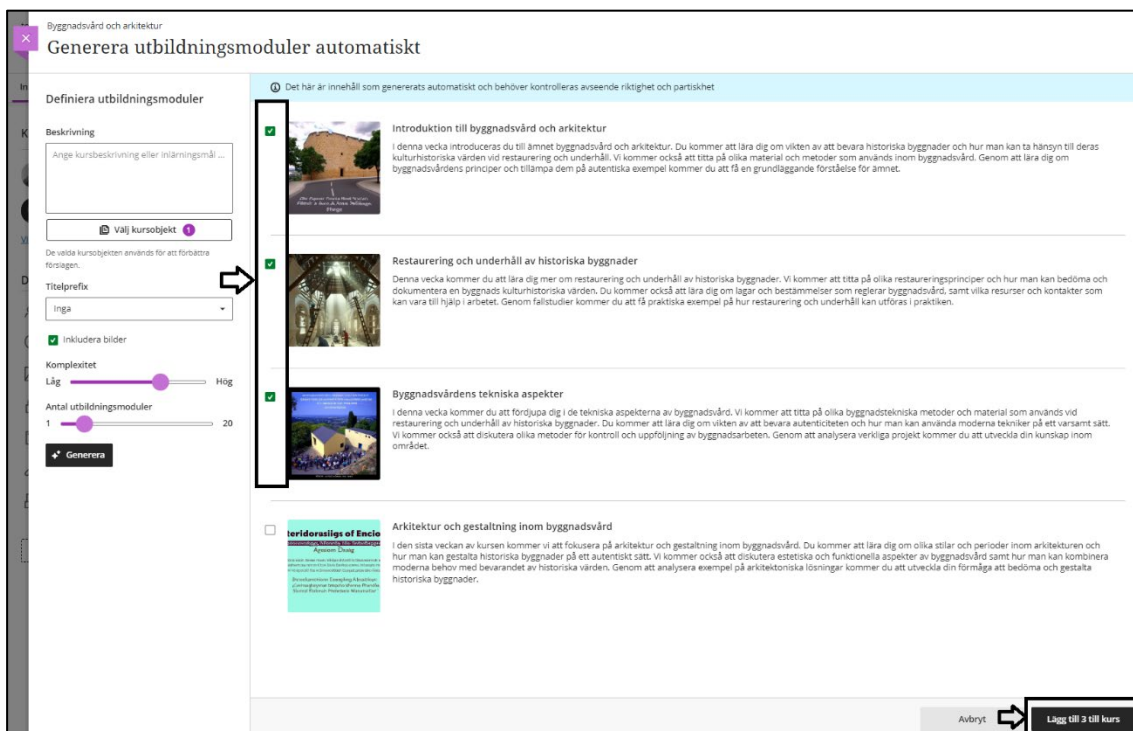 Byggnadsvård och arkitektur
Generera utbildningsmoduler automatiskt
Definiera utbildningsmoduler
Beskrivning
Ange kursbeskrivning eller inlärningsmål ...
Välj kursobjekt 1
De valda kursobjekten används för att förbättra
förslagen.
Titelprefix
Inga
Inkludera bilder
Komplexitet
Låg Hög
Antal utbildningsmoduler
1 20
Generera
Det här är innehåll som genererats automatiskt och behöver kontrolleras avseende riktighet och partiskhet
Introduktion till byggnadsvård och arkitektur
I denna vecka introduceras du till ämnet byggnadsvård och arkitektur. Du kommer att lära dig om vikten av att bevara historiska byggnader och hur man kan ta hänsyn till deras
kulturhistoriska värden vid restaurering och underhåll. Vi kommer också att titta på olika material och metoder som används inom byggnadsvård. Genom att lära dig om
byggnadsvårdens principer och tillämpa dem på autentiska exempel kommer du att få en grundläggande förståelse för ämnet.
Restaurering och underhåll av historiska byggnader
Denna vecka kommer du att lära dig mer om restaurering och underhåll av historiska byggnader. Vi kommer att titta på olika restaureringsprinciper och hur man kan bedöma och
dokumentera en byggnads kulturhistoriska värden. Du kommer också att lära dig om lagar och bestämmelser som reglerar byggnadsvård, samt vilka resurser och kontakter som
kan vara till hjälp i arbetet. Genom fallstudier kommer du att få praktiska exempel på hur restaurering och underhåll kan utföras i praktiken.
Byggnadsvårdens tekniska aspekter
I denna vecka kommer du att fördjupa dig i de tekniska aspekterna av byggnadsvård. Vi kommer att titta på olika byggnadstekniska metoder och material som används vid
restaurering och underhåll av historiska byggnader. Du kommer att lära dig om vikten av att bevara autenticiteten och hur man kan använda moderna tekniker på ett varsamt sätt.
Vi kommer också att diskutera olika metoder för kontroll och uppföljning av byggnadsarbeten. Genom att analysera verkliga projekt kommer du att utveckla din kunskap inom
området.
teridorasiigs of Encio
Arkitektur och gestaltning inom byggnadsvård
I den sista veckan av kursen kommer vi att fokusera på arkitektur och gestaltning inom byggnadsvård. Du kommer att lära dig om olika stilar och perioder inom arkitekturen och
hur man kan gestalta historiska byggnader på ett autentiskt sätt. Vi kommer också att diskutera estetiska och funktionella aspekter av byggnadsvård samt hur man kan kombinera
moderna behov med bevarandet av historiska värden. Genom att analysera exempel på arkitektoniska lösningar kommer du att utveckla din förmåga att bedöma och gestalta
historiska byggnader.
Avbryt
Lägg till 3 till kurs